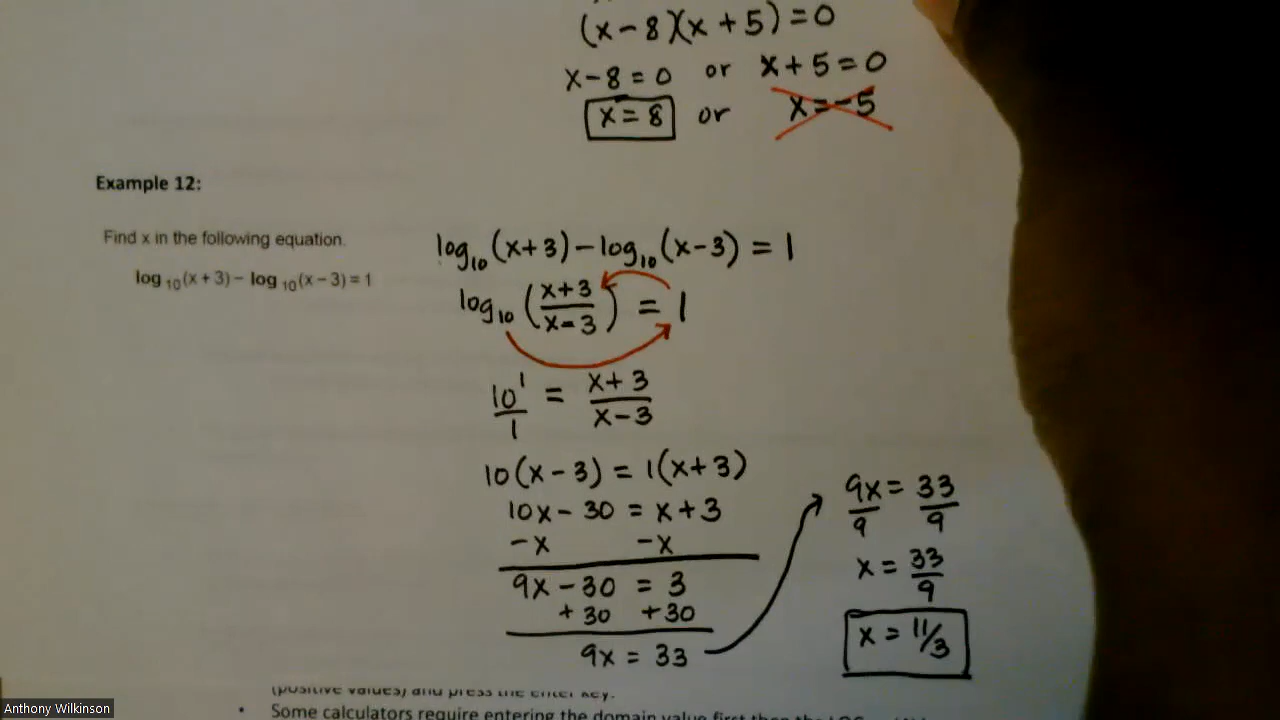 (x-8)(x+5)=0
x-8=0 or x+5=0
x=8 or x=-5
Example 12:
Find x in the following equation.
log 10(x+3) - log 10(x-3) = 1
log10(x+3) - log10(x-3) = 1
log10(x+3/x-3) = 1
10^1/1 = x+3/x-3
10(x-3) = 1(x+3)
10x-30 = x+3
-x -x
9x-30 = 3
+30 +30
9x = 33
9x/9 = 33/9
x = 33/9
x = 11/3
(positive values) and press the enter key.
• Some calculators require entering the domain value first then the
Anthony Wilkinson